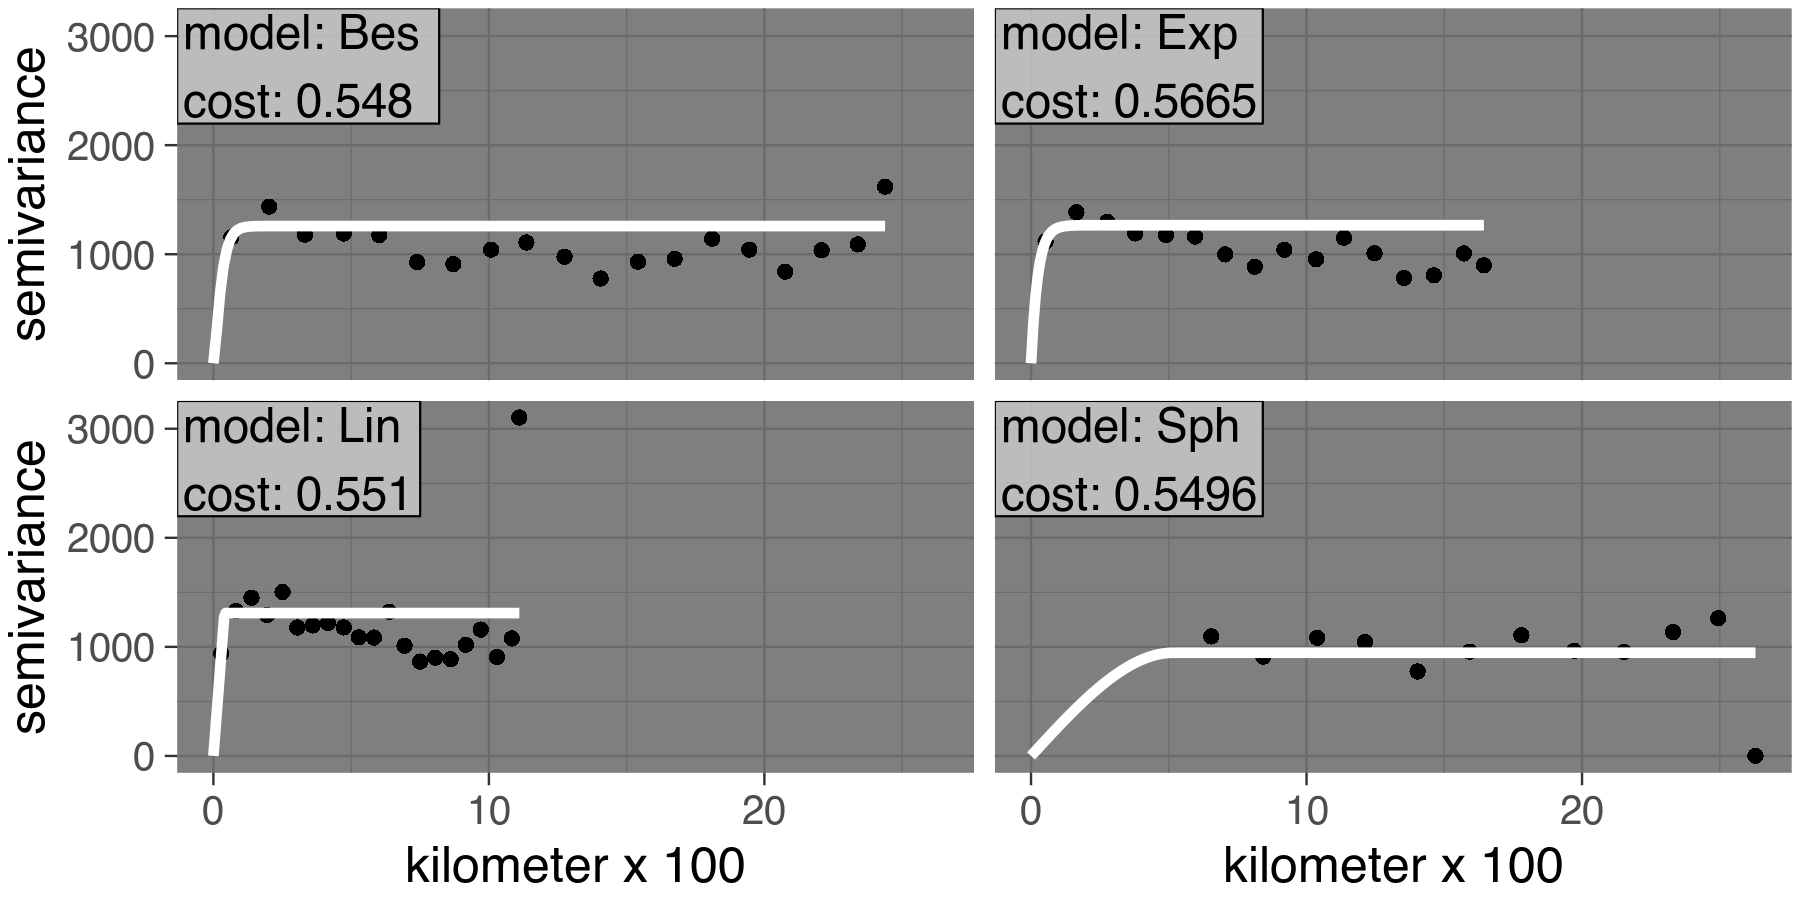 model: Bes
cost: 0.548
model: Exp
cost: 0.5665
semivariance
3000
2000
1000
0
model: Lin
cost: 0.551
model: Sph
cost: 0.5496
semivariance
3000
2000
1000
0
0 10 20
0 10 20
kilometer x 100
kilometer x 100